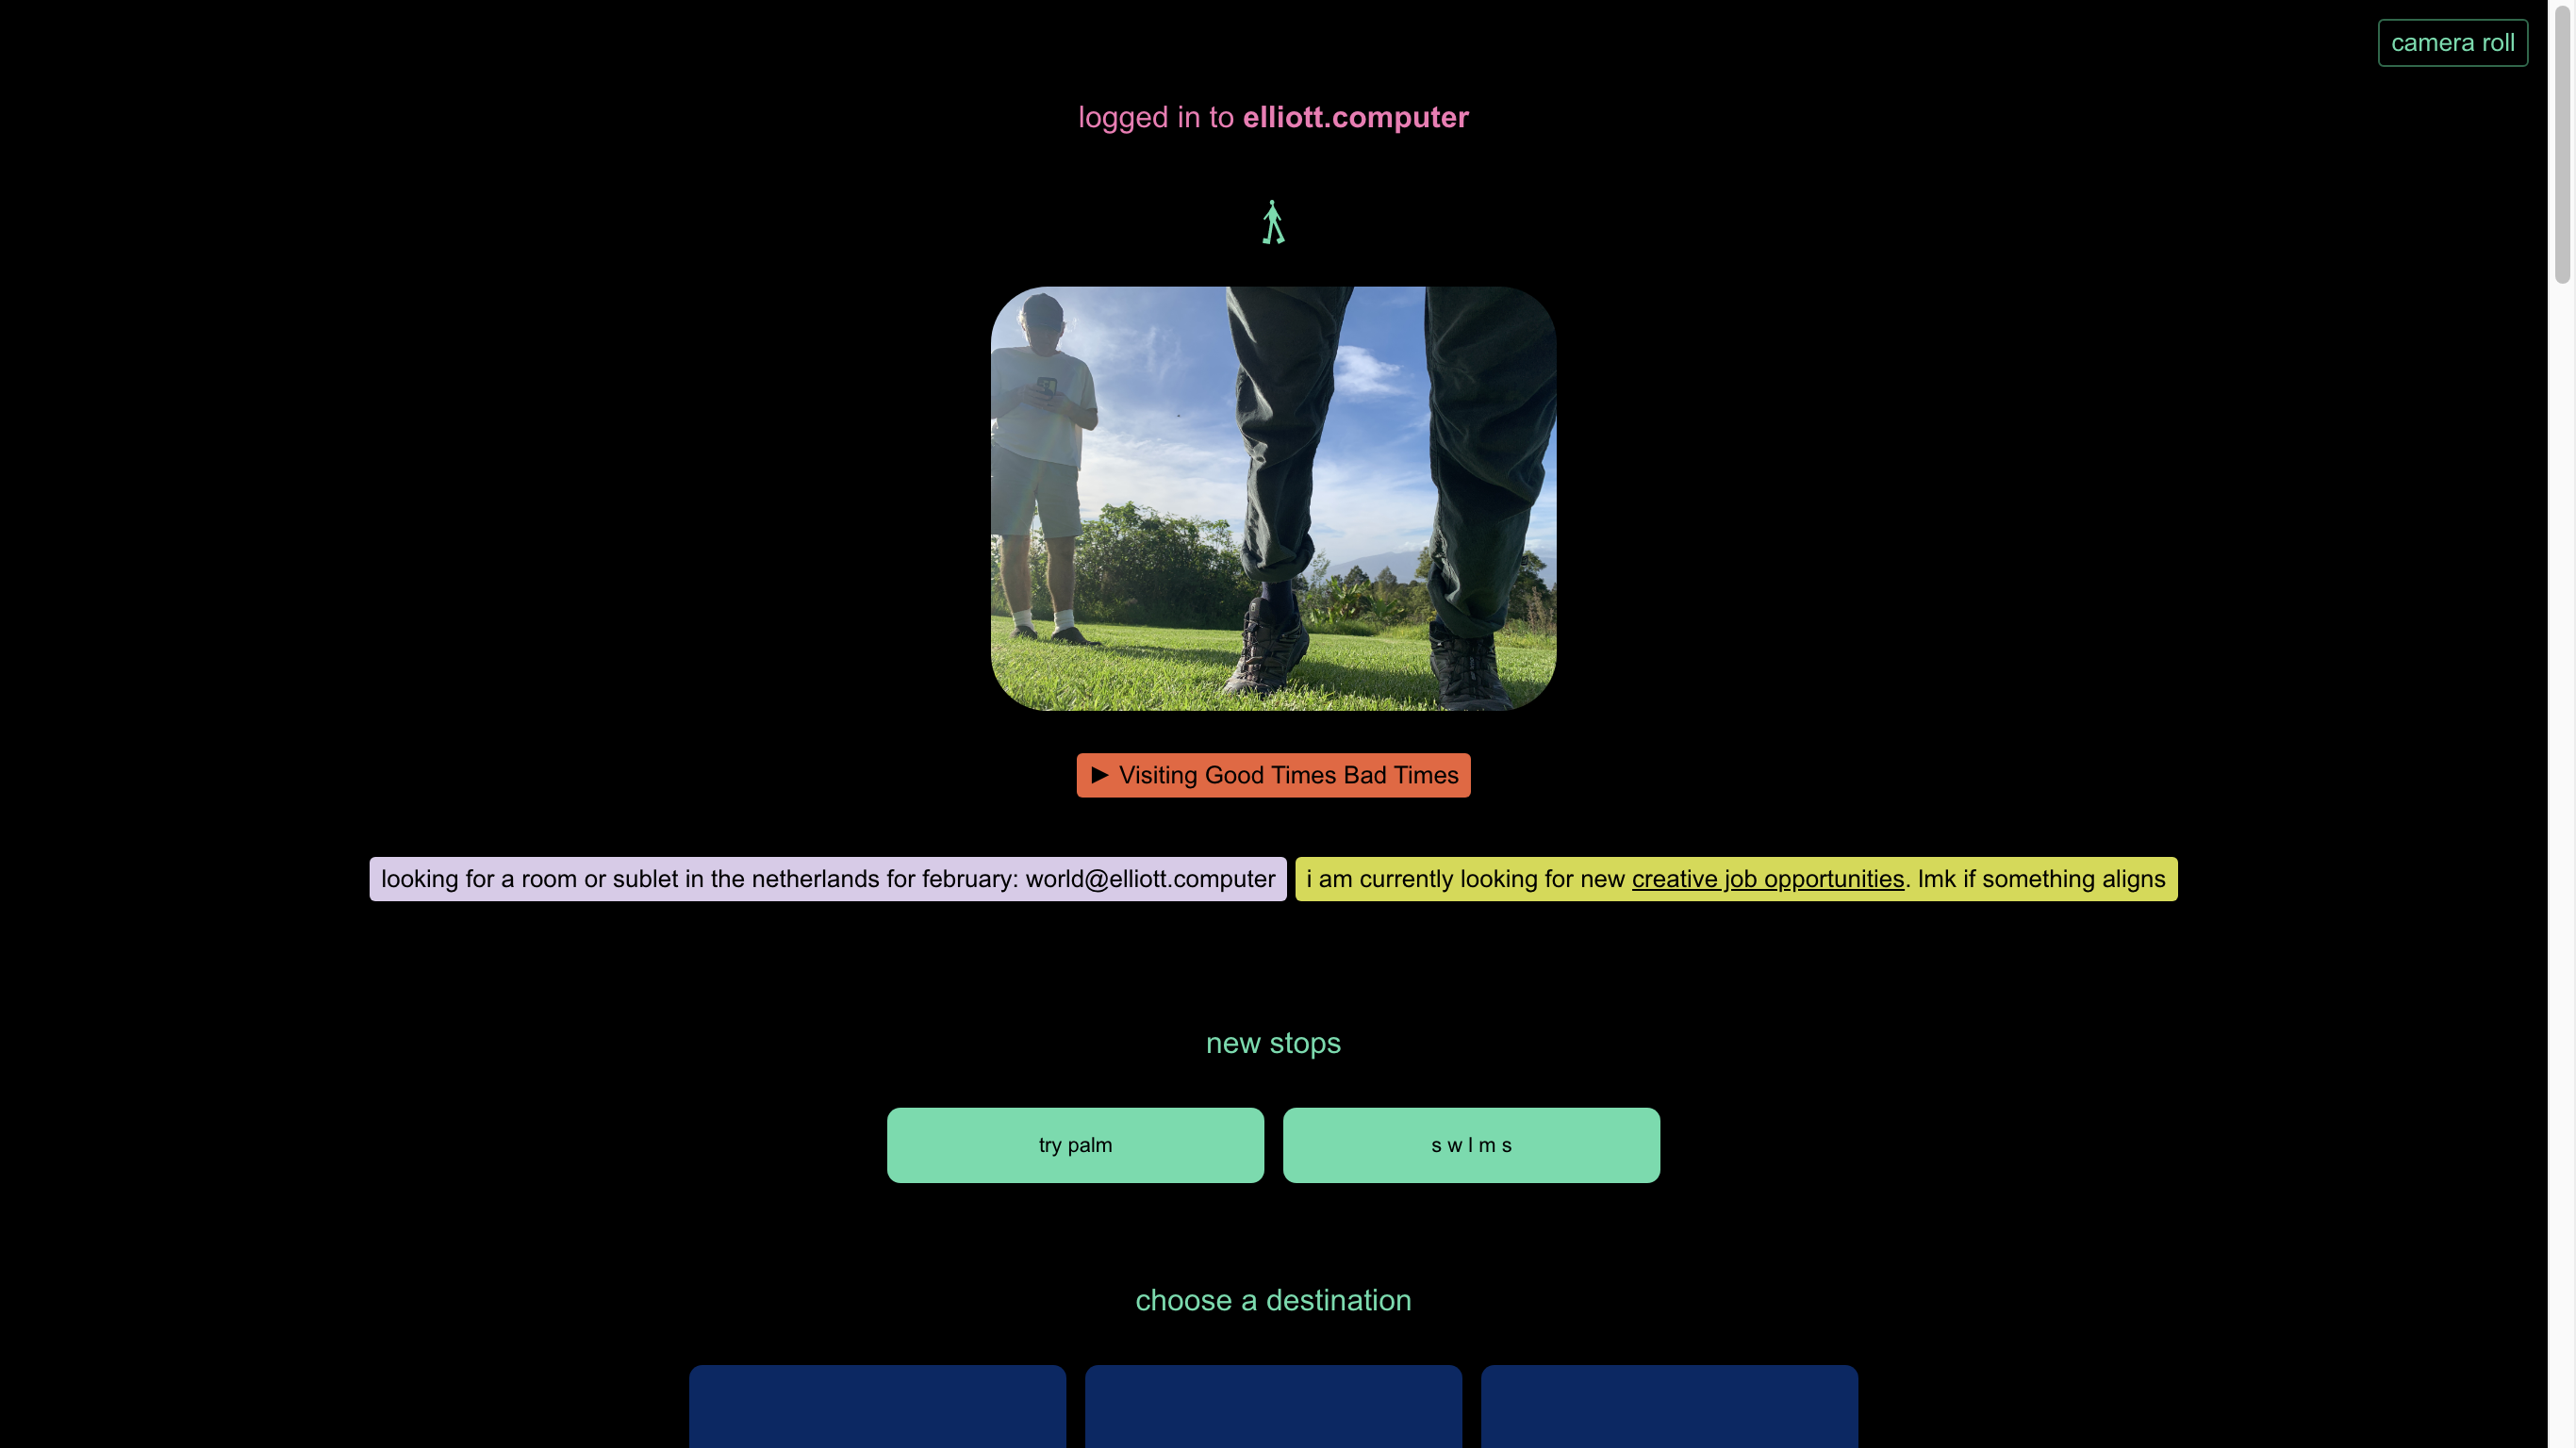 camera roll
logged in to elliott.computer
▶ Visiting Good Times Bad Times
looking for a room or sublet in the netherlands for february: world@elliott.computer
i am currently looking for new creative job opportunities. lmk if something aligns
new stops
try palm
s w l m s
choose a destination